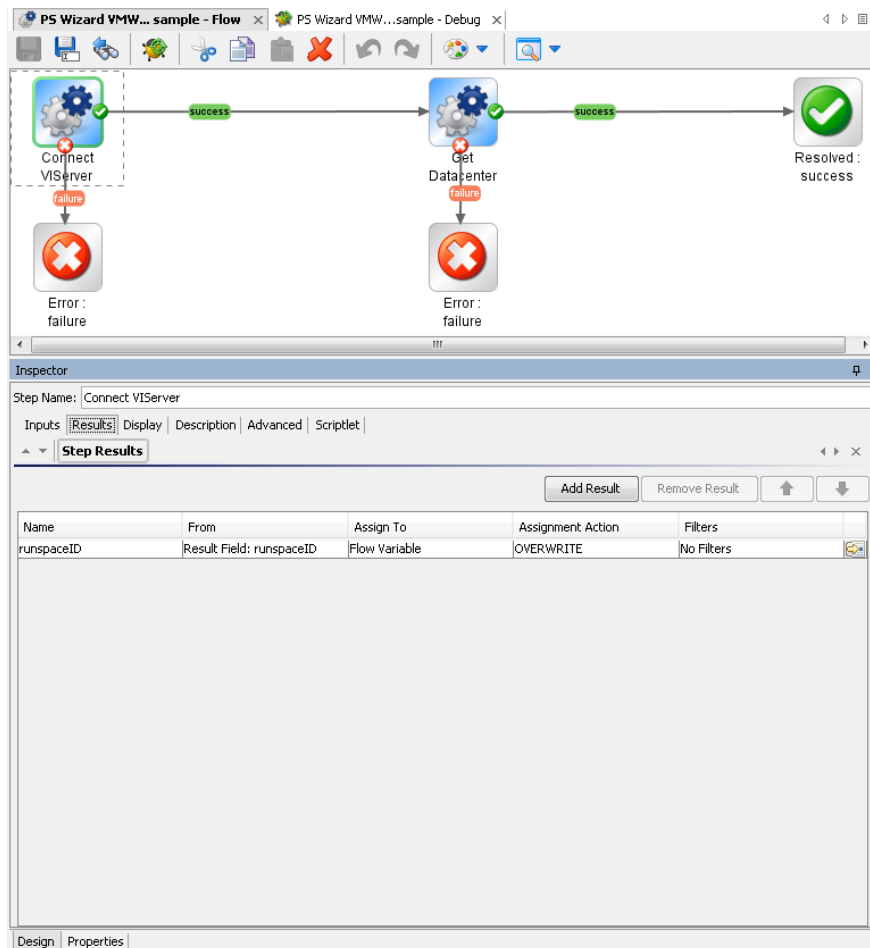 PS Wizard VMW... sample - Flow
PS Wizard VMW...sample - Debug
success
success
Connect
VIServer
Get
Datacenter
Resolved :
success
failure
failure
Error :
failure
Error :
failure
Inspector
Step Name: Connect VIServer
Inputs Results Display Description Advanced Scriptlet
Step Results
Add Result Remove Result
Name From Assign To Assignment Action Filters
runspaceID Result Field: runspaceID Flow Variable OVERWRITE No Filters
Design Properties